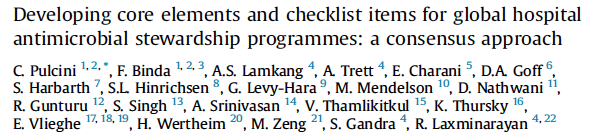 Developing core elements and checklist items for global hospital
antimicrobial stewardship programmes: a consensus approach
C. Pulcini 1, 2, *, F. Binda 1, 2, 3, A.S. Lamkang 4, A. Trett 4, E. Charani 5, D.A. Goff 6,
S. Harbarth 7, S.L. Hinrichsen 8, G. Levy-Hara 9, M. Mendelson 10, D. Nathwani 11,
R. Gunturu 12, S. Singh 13, A. Srinivasan 14, V. Thamlikitkul 15, K. Thursky 16,
E. Vlieghe 17, 18, 19, H. Wertheim 20, M. Zeng 21, S. Gandra 4, R. Laxminarayan 4, 22